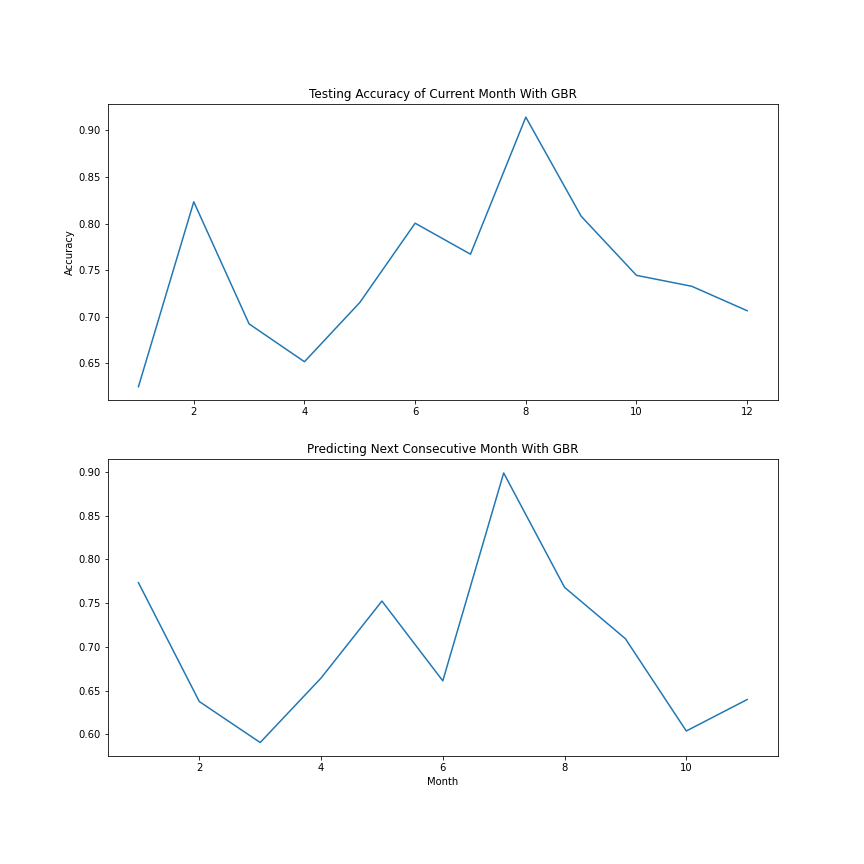 Testing Accuracy of Current Month With GBR
0.90
0.85
0.80
0.75
0.70
0.65
Accuracy
2 4 6 8 10 12
Predicting Next Consecutive Month With GBR
0.90
0.85
0.80
0.75
0.70
0.65
0.60
2 4 6 8 10
Month